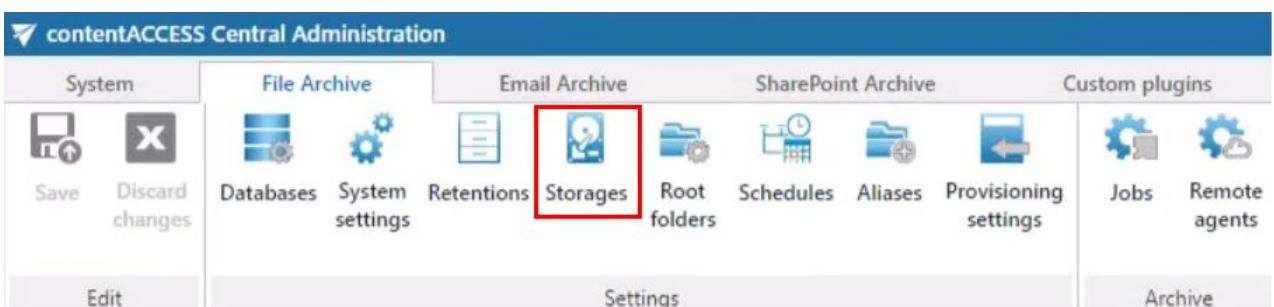 contentACCESS Central Administration
System File Archive Email Archive SharePoint Archive Custom plugins
Save Discard changes Databases System settings Retentions Storages Root folders Schedules Aliases Provisioning settings Jobs Remote agents
Edit Settings Archive